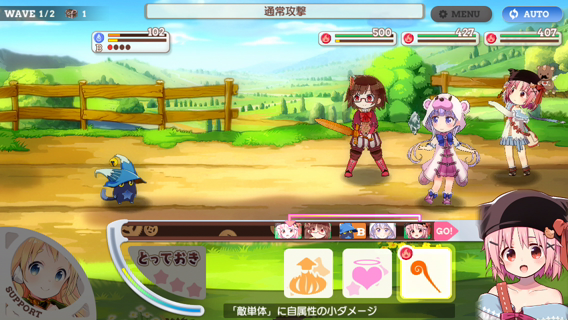 WAVE 1/2 1
通常攻撃
MENU
AUTO
102
B
500
427
407
B
GO!
とっておき
SUPPORT
「敵単体」に自属性の小ダメージ